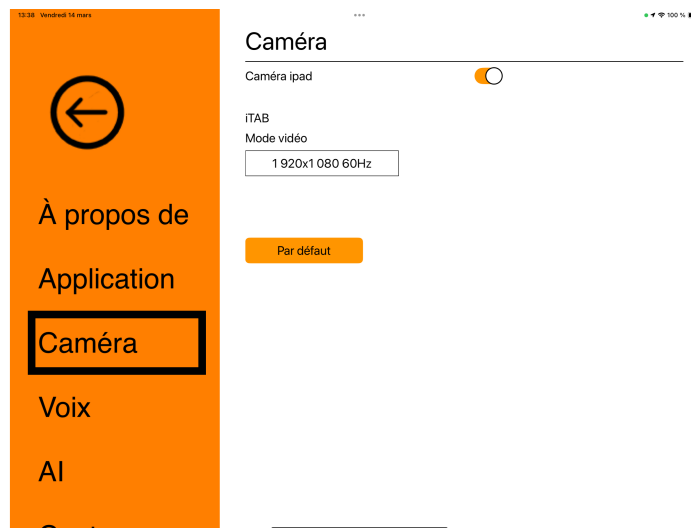 13:38 Vendredi 14 mars
100 %
Caméra
Caméra ipad
iTAB
Mode vidéo
1 920x1 080 60Hz
Par défaut
À propos de
Application
Caméra
Voix
AI